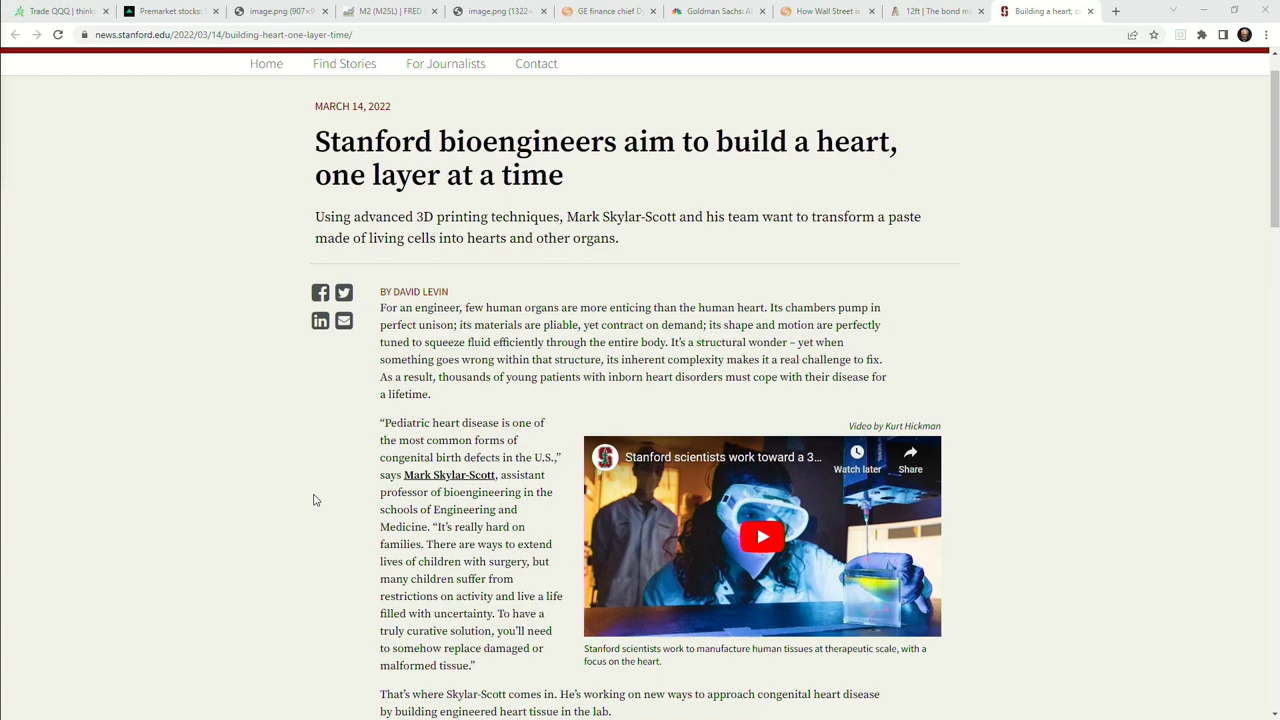 Trade QQQ | think
Premarket stocks:
image.png (907×9
M2 (M2SL) | FRED
image.png (1322×
GE finance chief D
Goldman Sachs: Al
How Wall Street is
12ft | The bond m
Building a heart, o
news.stanford.edu/2022/03/14/building-heart-one-layer-time/
Home
Find Stories
For Journalists
Contact
MARCH 14, 2022
Stanford bioengineers aim to build a heart,
one layer at a time
Using advanced 3D printing techniques, Mark Skylar-Scott and his team want to transform a paste
made of living cells into hearts and other organs.
BY DAVID LEVIN
For an engineer, few human organs are more enticing than the human heart. Its chambers pump in
perfect unison; its materials are pliable, yet contract on demand; its shape and motion are perfectly
tuned to squeeze fluid efficiently through the entire body. It's a structural wonder – yet when
something goes wrong within that structure, its inherent complexity makes it a real challenge to fix.
As a result, thousands of young patients with inborn heart disorders must cope with their disease for
a lifetime.
“Pediatric heart disease is one of
the most common forms of
congenital birth defects in the U.S.,”
says Mark Skylar-Scott, assistant
professor of bioengineering in the
schools of Engineering and
Medicine. “It's really hard on
families. There are ways to extend
lives of children with surgery, but
many children suffer from
restrictions on activity and live a life
filled with uncertainty. To have a
truly curative solution, you'll need
to somehow replace damaged or
malformed tissue.”
Video by Kurt Hickman
Stanford scientists work toward a 3...
Watch later
Share
Stanford scientists work to manufacture human tissues at therapeutic scale, with a
focus on the heart.
That's where Skylar-Scott comes in. He's working on new ways to approach congenital heart disease
by building engineered heart tissue in the lab.